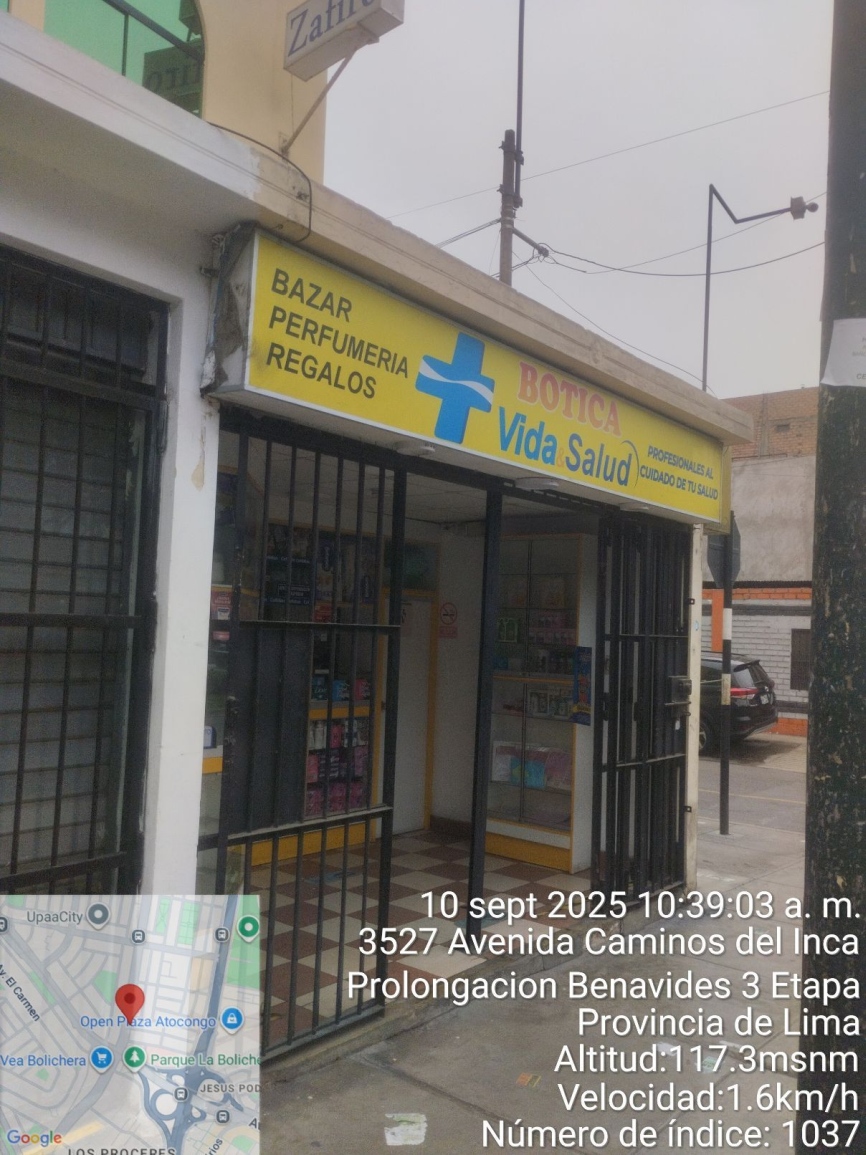 Zafiro
BAZAR
PERFUMERIA
REGALOS
BOTICA
Vida & Salud
PROFESIONALES AL
CUIDADO DE TU SALUD
10 sept 2025 10:39:03 a. m.
3527 Avenida Caminos del Inca
Prolongacion Benavides 3 Etapa
Provincia de Lima
Altitud:117.3msnm
Velocidad:1.6km/h
Número de índice: 1037
UpaaCity
Av. El Carmen
Open Plaza Atocongo
Vea Bolichera
Parque La Boliche
JESUS POD
Google
LOS PROCERES